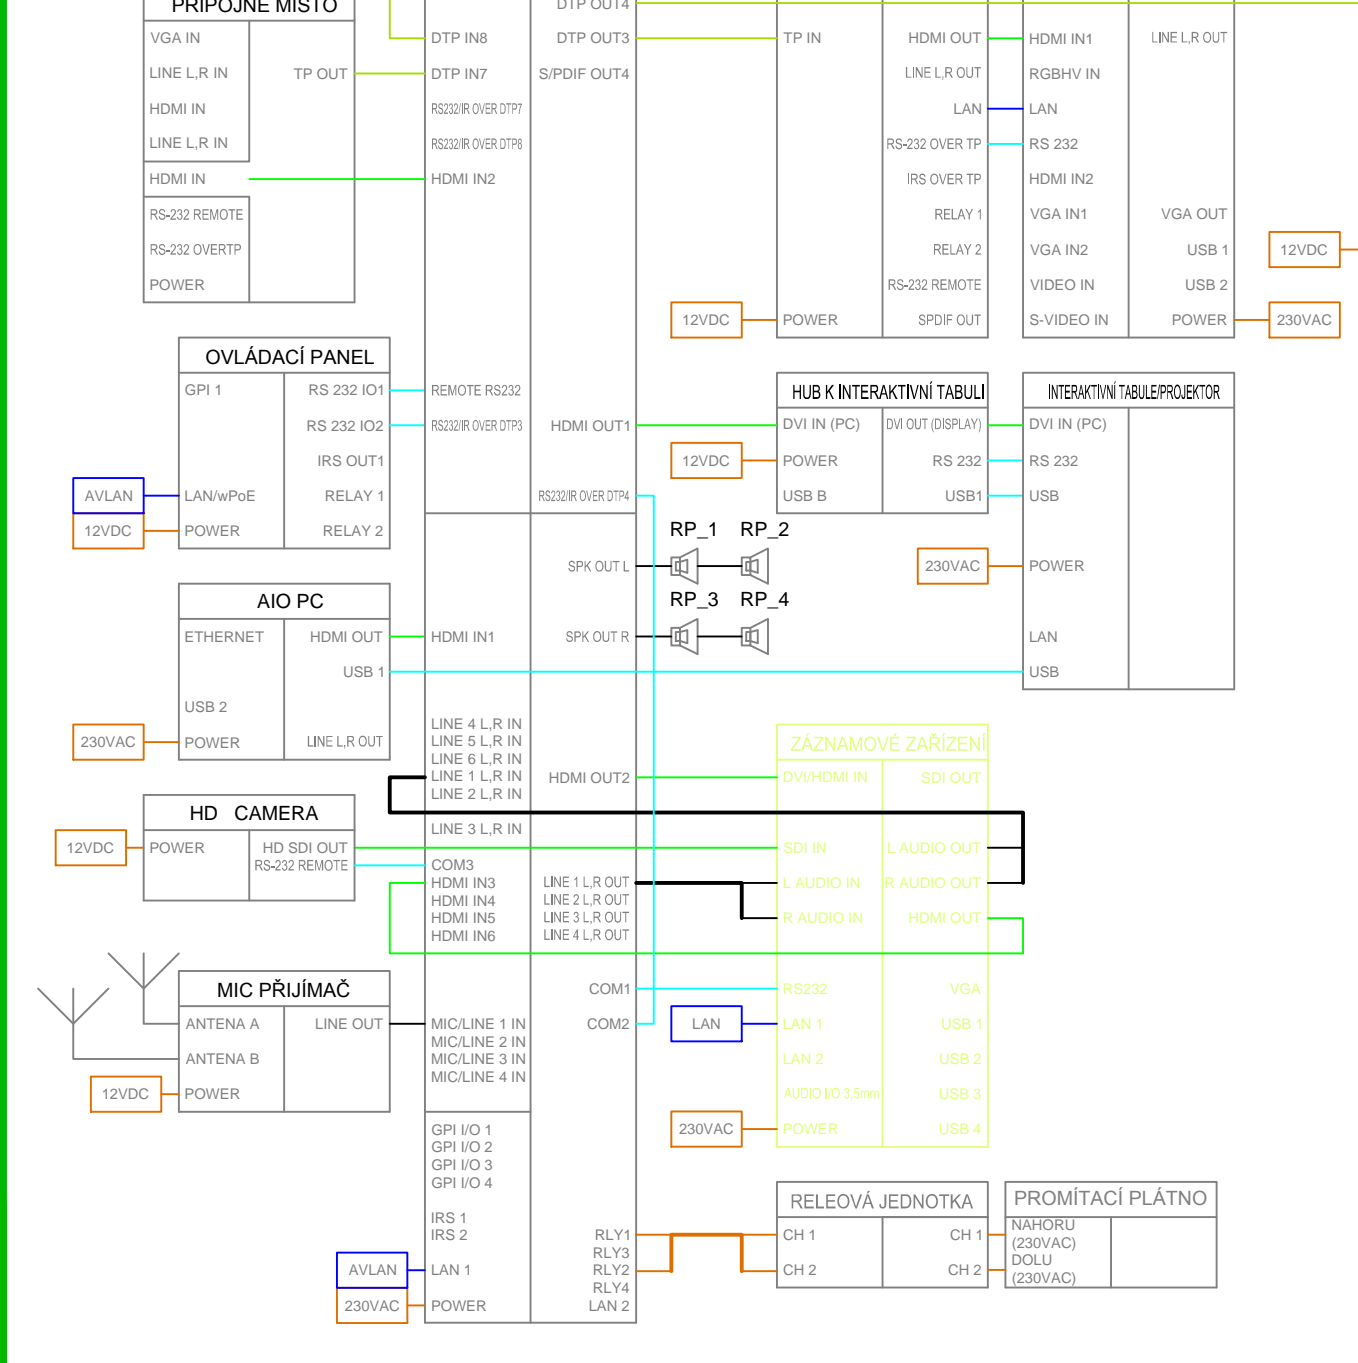 PŘÍPOJNÉ MÍSTO
VGA IN
LINE L,R IN
TP OUT
HDMI IN
LINE L,R IN
HDMI IN
RS-232 REMOTE
RS-232 OVERTP
POWER
OVLÁDACÍ PANEL
GPI 1
RS 232 IO1
RS 232 IO2
IRS OUT1
AVLAN
LAN/wPoE
RELAY 1
12VDC
POWER
RELAY 2
AIO PC
ETHERNET
HDMI OUT
USB 1
USB 2
230VAC
POWER
LINE L,R OUT
HD CAMERA
12VDC
POWER
HD SDI OUT
RS-232 REMOTE
MIC PŘIJÍMAČ
ANTENA A
LINE OUT
ANTENA B
12VDC
POWER
DTP OUT4
DTP IN8
DTP OUT3
DTP IN7
S/PDIF OUT4
RS232/IR OVER DTP7
RS232/IR OVER DTP8
HDMI IN2
REMOTE RS232
RS232/IR OVER DTP3
HDMI OUT1
RS232/IR OVER DTP4
SPK OUT L
HDMI IN1
SPK OUT R
LINE 4 L,R IN
LINE 5 L,R IN
LINE 6 L,R IN
LINE 1 L,R IN
HDMI OUT2
LINE 2 L,R IN
LINE 3 L,R IN
COM3
HDMI IN3
LINE 1 L,R OUT
HDMI IN4
LINE 2 L,R OUT
HDMI IN5
LINE 3 L,R OUT
HDMI IN6
LINE 4 L,R OUT
COM1
MIC/LINE 1 IN
COM2
MIC/LINE 2 IN
MIC/LINE 3 IN
MIC/LINE 4 IN
GPI I/O 1
GPI I/O 2
GPI I/O 3
GPI I/O 4
IRS 1
IRS 2
RLY1
RLY3
AVLAN
LAN 1
RLY2
RLY4
230VAC
POWER
LAN 2
TP IN
HDMI OUT
LINE L,R OUT
LAN
RS-232 OVER TP
IRS OVER TP
RELAY 1
RELAY 2
RS-232 REMOTE
12VDC
POWER
SPDIF OUT
HDMI IN1
LINE L,R OUT
RGBHV IN
LAN
RS 232
HDMI IN2
VGA IN1
VGA OUT
VGA IN2
USB 1
12VDC
VIDEO IN
USB 2
S-VIDEO IN
POWER
230VAC
HUB K INTERAKTIVNÍ TABULI
DVI IN (PC)
DVI OUT (DISPLAY)
12VDC
POWER
RS 232
USB B
USB1
INTERAKTIVNÍ TABULE/PROJEKTOR
DVI IN (PC)
RS 232
USB
230VAC
POWER
LAN
USB
RP_1
RP_2
RP_3
RP_4
ZÁZNAMOVÉ ZAŘÍZENÍ
DVI/HDMI IN
SDI OUT
SDI IN
L AUDIO OUT
L AUDIO IN
R AUDIO OUT
R AUDIO IN
HDMI OUT
RS232
VGA
LAN
LAN 1
USB 1
LAN 2
USB 2
AUDIO I/O 3,5mm
USB 3
230VAC
POWER
USB 4
RELEOVÁ JEDNOTKA
CH 1
CH 1
CH 2
CH 2
PROMÍTACÍ PLÁTNO
NAHORU
(230VAC)
DOLU
(230VAC)